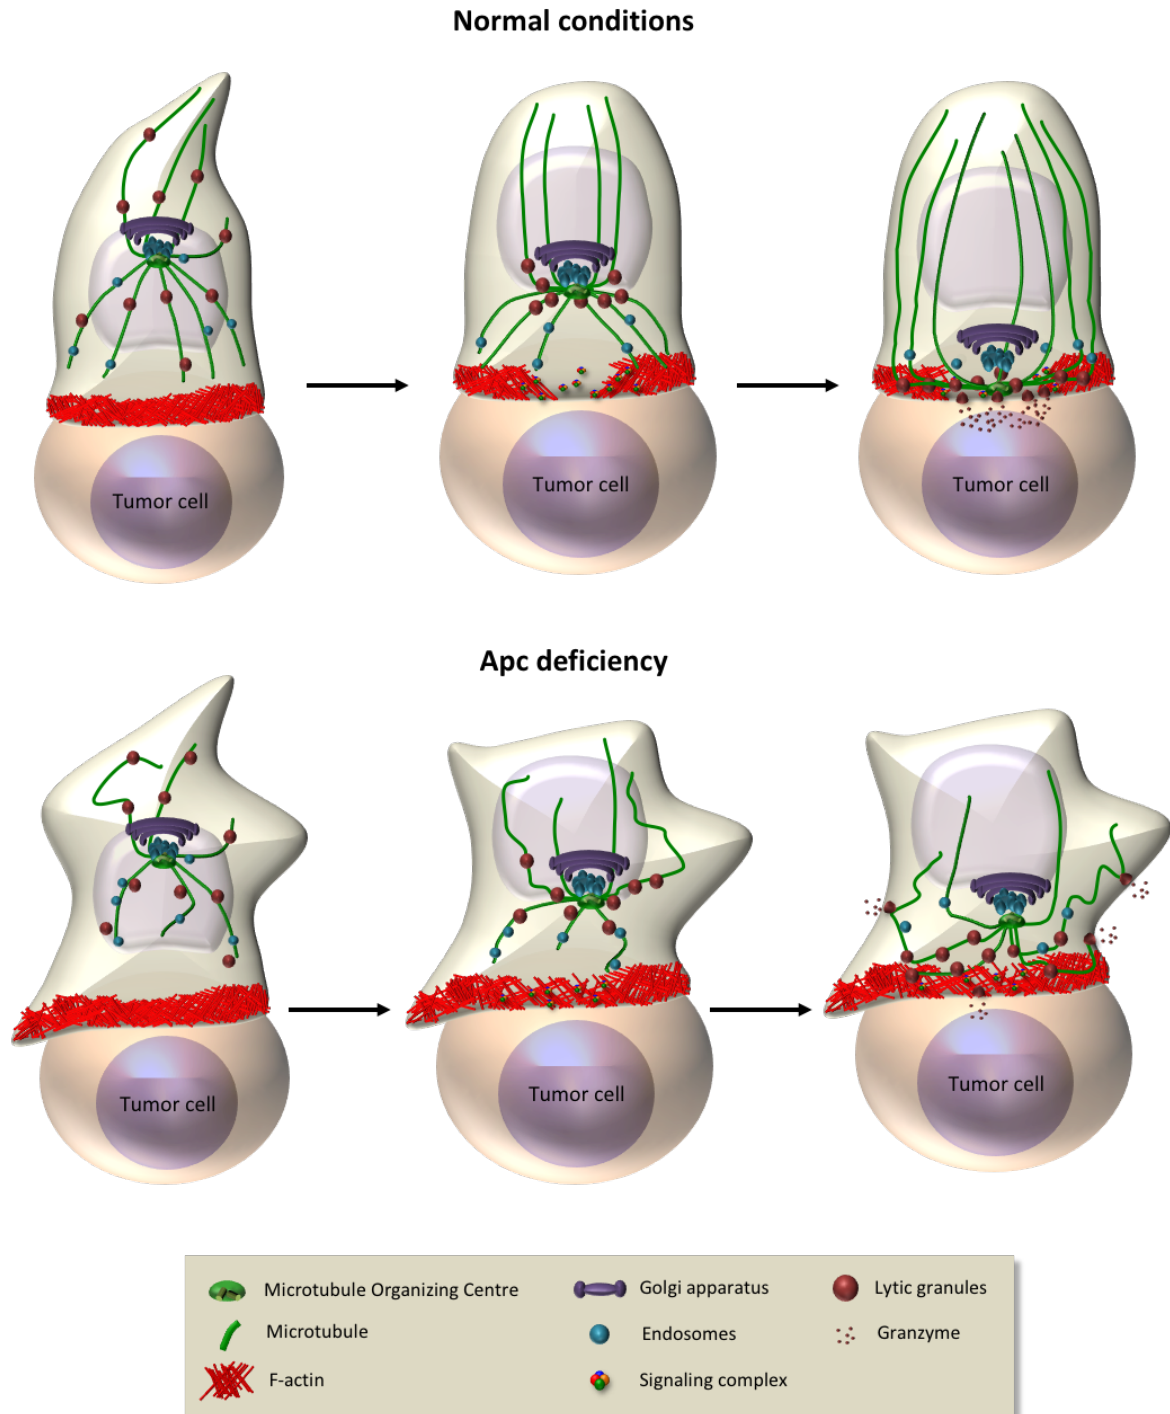 Normal conditions
Tumor cell
Tumor cell
Tumor cell
Apc deficiency
Tumor cell
Tumor cell
Tumor cell
Microtubule Organizing Centre
Golgi apparatus
Lytic granules
Microtubule
Endosomes
Granzyme
F-actin
Signaling complex